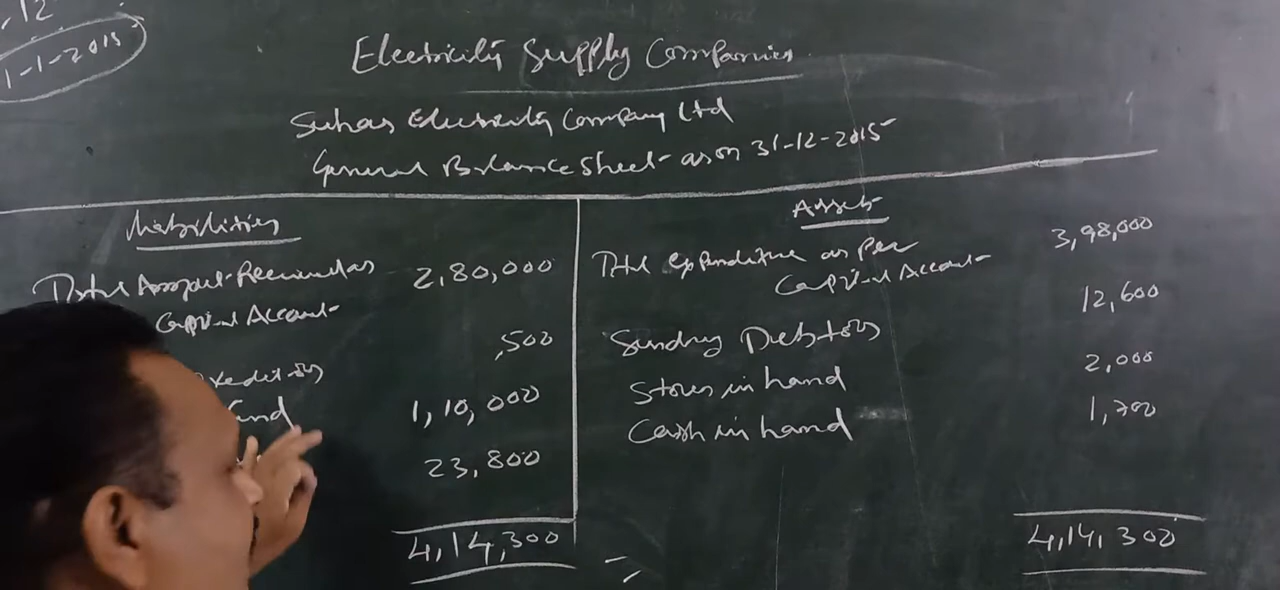 .12
1-1-2015
Electricity Supply Companies
Suhas Electricity Company Ltd
General Balance Sheet as on 31-12-2015
Liabilities
Assets
Total Amount Received as 2,80,000
Capital Account
,500
1,10,000
23,800
4,14,300
Total Expenditure as per 3,98,000
Capital Account
Sundry Debtors 12,600
Stores in hand 2,000
Cash in hand 1,700
4,14,300